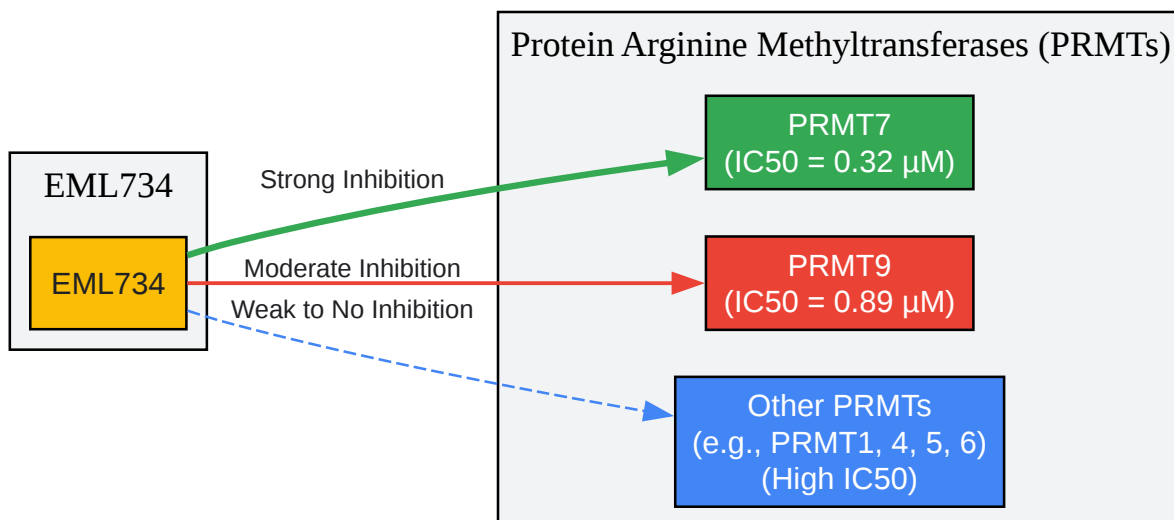 Protein Arginine Methyltransferases (PRMTs)
EML734
EML734
Strong Inhibition
Moderate Inhibition
Weak to No Inhibition
PRMT7
(IC50 = 0.32 µM)
PRMT9
(IC50 = 0.89 µM)
Other PRMTs
(e.g., PRMT1, 4, 5, 6)
(High IC50)